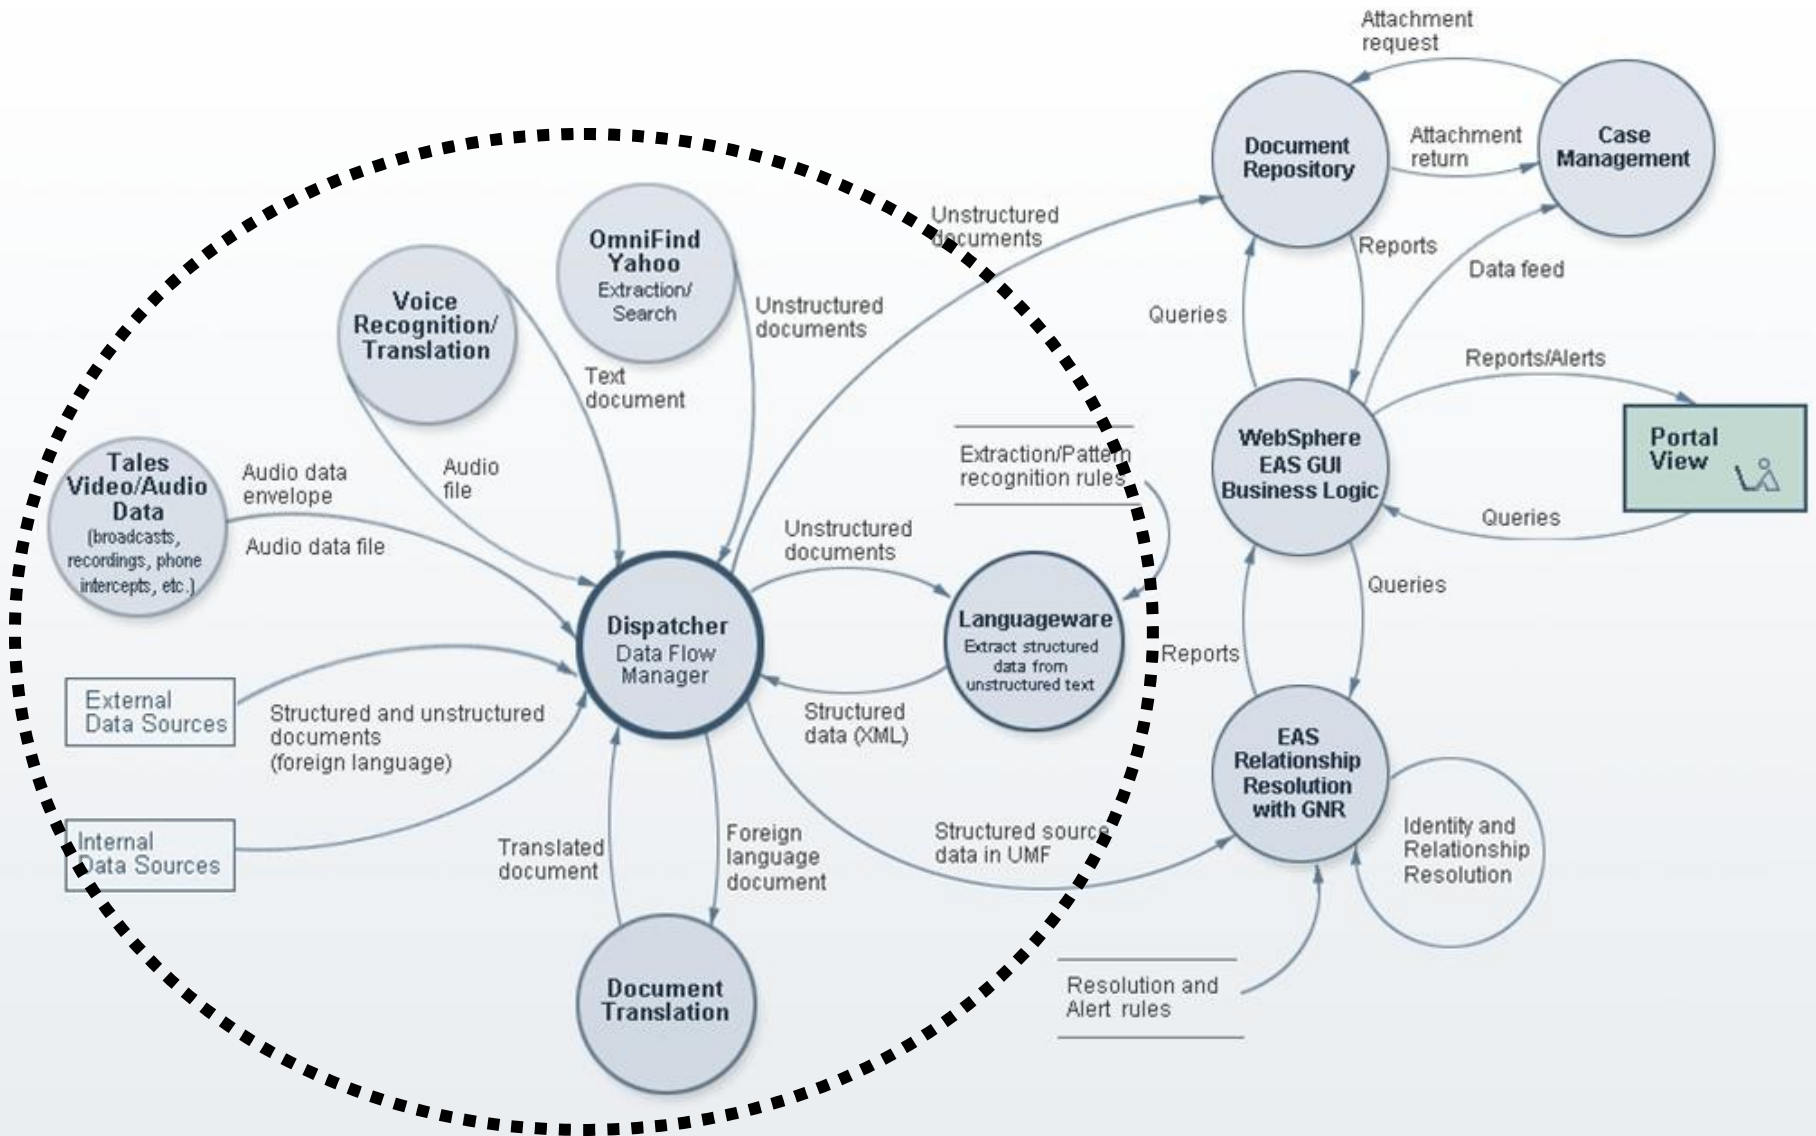 Attachment
request
Document
Repository
Attachment
return
Case
Management
Unstructured
documents
Reports
Data feed
Queries
OmniFind
Yahoo
Extraction/
Search
Unstructured
documents
Voice
Recognition/
Translation
Text
document
Reports/Alerts
Portal
View
Tales
Video/Audio
Data
(broadcasts,
recordings, phone
intercepts, etc.)
Audio data
envelope
Audio data file
Audio
file
Extraction/Pattern
recognition rules
WebSphere
EAS GUI
Business Logic
Queries
Unstructured
documents
Queries
Dispatcher
Data Flow
Manager
Languageware
Extract structured
data from
unstructured text
Reports
External
Data Sources
Structured and unstructured
documents
(foreign language)
Structured
data (XML)
EAS
Relationship
Resolution
with GNR
Internal
Data Sources
Translated
document
Foreign
language
document
Structured source
data in UMF
Identity and
Relationship
Resolution
Document
Translation
Resolution and
Alert rules